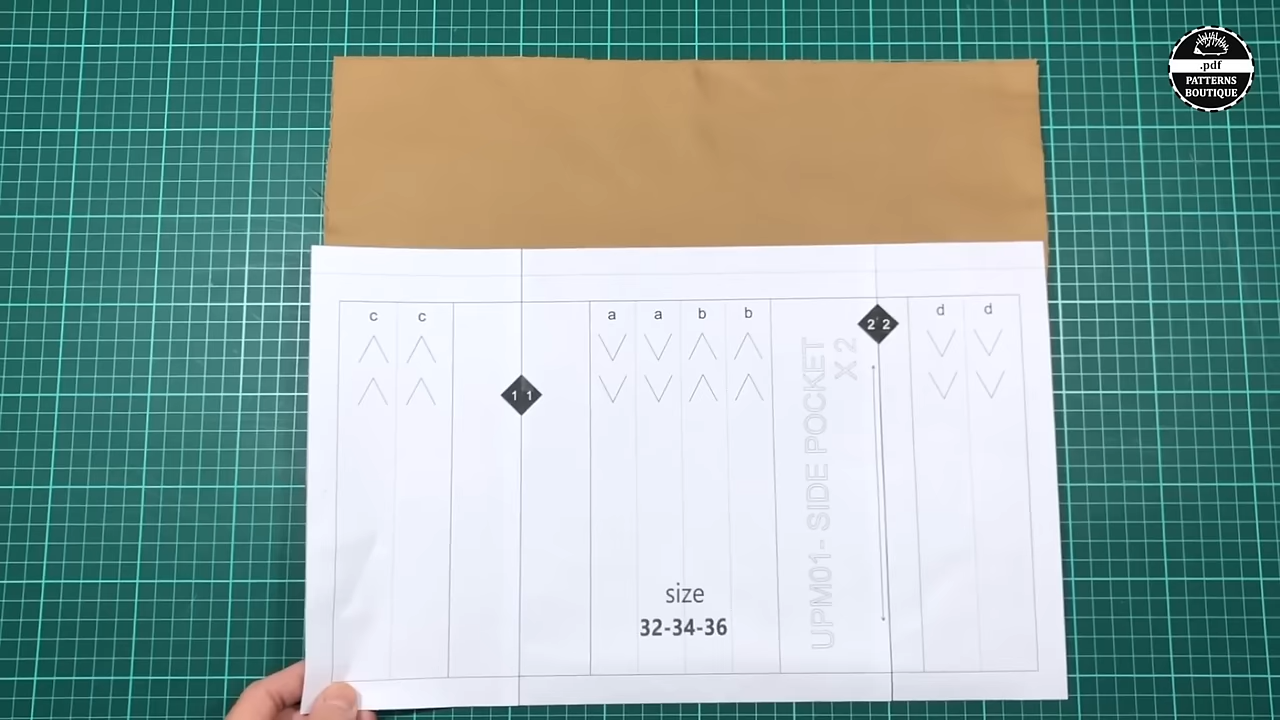 .pdf
PATTERNS
BOUTIQUE
c c a a b b d d
1 1
2 2
UPM01- SIDE POCKET
X 2
size
32-34-36